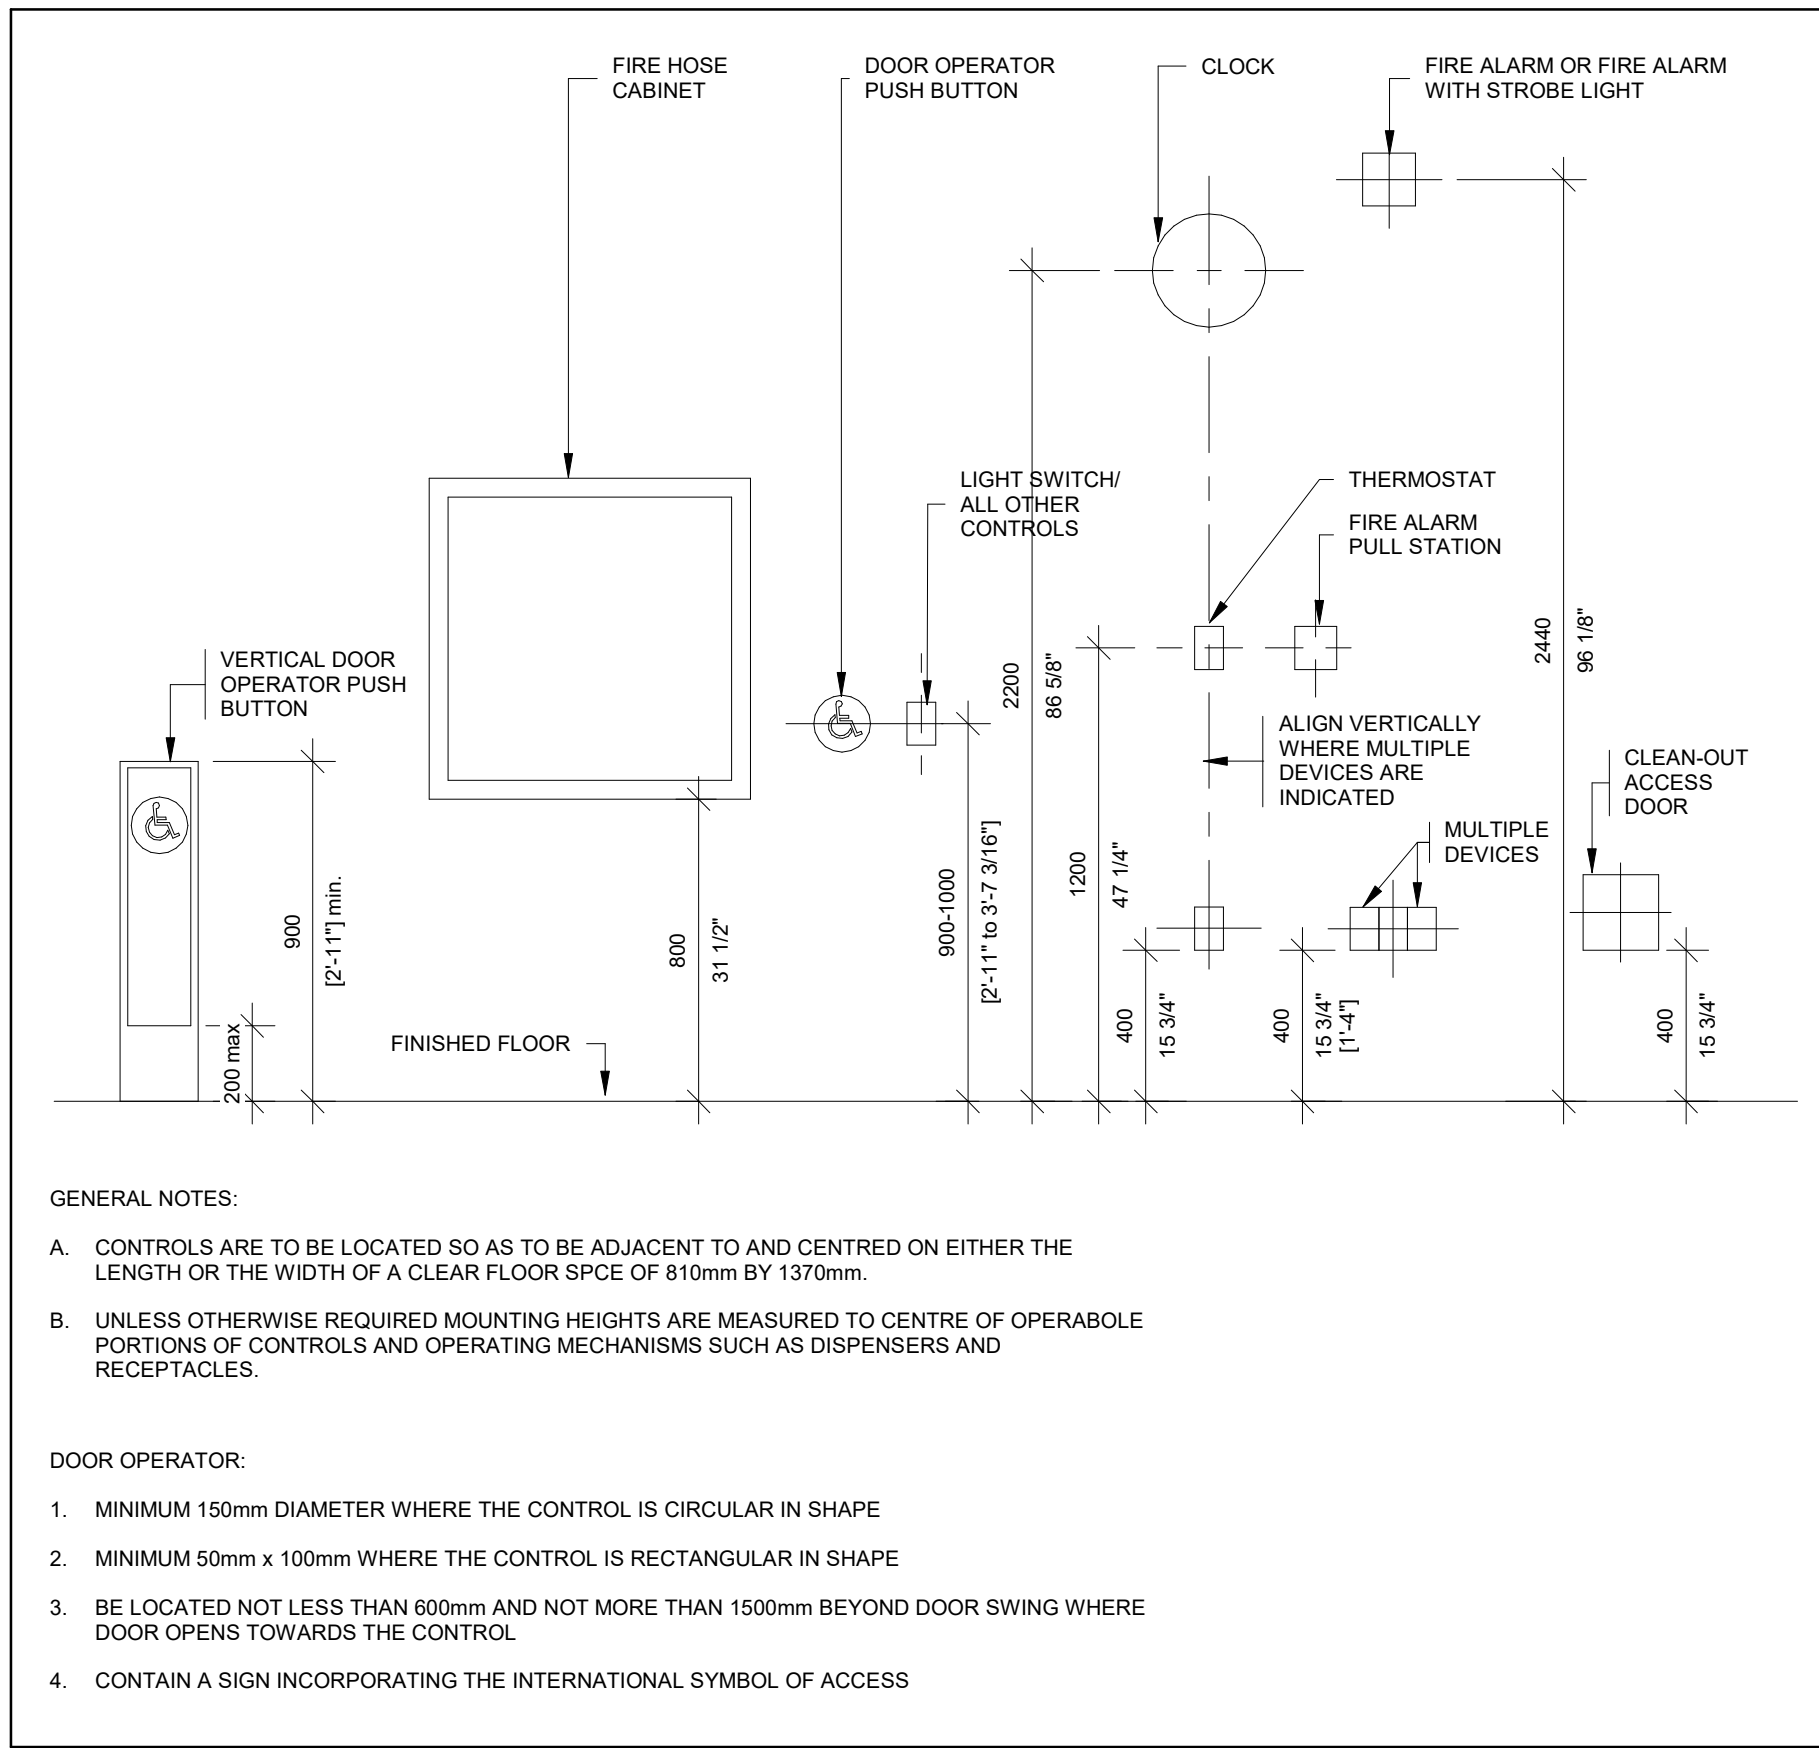 FIRE HOSE
CABINET
DOOR OPERATOR
PUSH BUTTON
CLOCK
FIRE ALARM OR FIRE ALARM
WITH STROBE LIGHT
LIGHT SWITCH/
ALL OTHER
CONTROLS
THERMOSTAT
FIRE ALARM
PULL STATION
VERTICAL DOOR
OPERATOR PUSH
BUTTON
ALIGN VERTICALLY
WHERE MULTIPLE
DEVICES ARE
INDICATED
CLEAN-OUT
ACCESS
DOOR
MULTIPLE
DEVICES
200 max
900
[2'-11"] min.
800
31 1/2"
900-1000
[2'-11" to 3'-7 3/16"]
2200
86 5/8"
1200
47 1/4"
400
15 3/4"
400
15 3/4"
[1'-4"]
2440
96 1/8"
400
15 3/4"
FINISHED FLOOR
GENERAL NOTES:
A. CONTROLS ARE TO BE LOCATED SO AS TO BE ADJACENT TO AND CENTRED ON EITHER THE
LENGTH OR THE WIDTH OF A CLEAR FLOOR SPCE OF 810mm BY 1370mm.
B. UNLESS OTHERWISE REQUIRED MOUNTING HEIGHTS ARE MEASURED TO CENTRE OF OPERABOLE
PORTIONS OF CONTROLS AND OPERATING MECHANISMS SUCH AS DISPENSERS AND
RECEPTACLES.
DOOR OPERATOR:
1. MINIMUM 150mm DIAMETER WHERE THE CONTROL IS CIRCULAR IN SHAPE
2. MINIMUM 50mm x 100mm WHERE THE CONTROL IS RECTANGULAR IN SHAPE
3. BE LOCATED NOT LESS THAN 600mm AND NOT MORE THAN 1500mm BEYOND DOOR SWING WHERE
DOOR OPENS TOWARDS THE CONTROL
4. CONTAIN A SIGN INCORPORATING THE INTERNATIONAL SYMBOL OF ACCESS